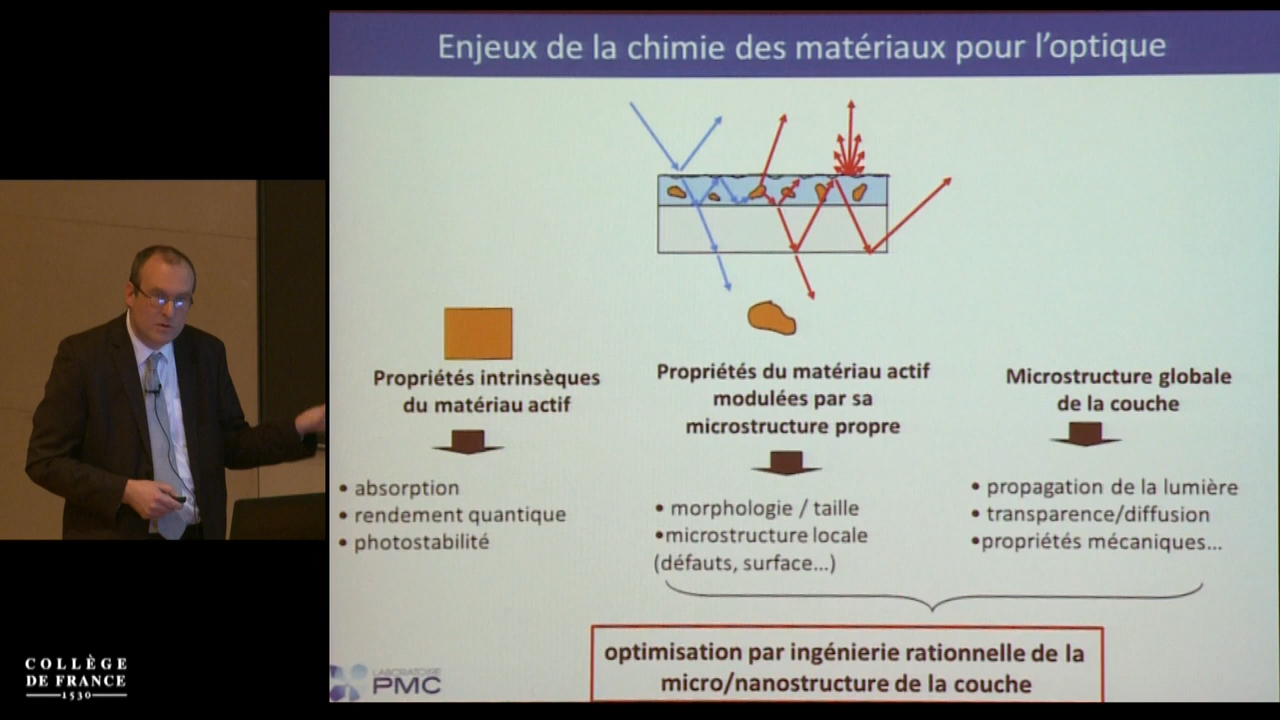 Enjeux de la chimie des matériaux pour l'optique
Propriétés intrinsèques
du matériau actif
• absorption
• rendement quantique
• photostabilité
Propriétés du matériau actif
modulées par sa
microstructure propre
• morphologie / taille
•microstructure locale
(défauts, surface...)
Microstructure globale
de la couche
• propagation de la lumière
• transparence/diffusion
•propriétés mécaniques...
optimisation par ingénierie rationnelle de la
micro/nanostructure de la couche
LABORATOIRE
PMC
COLLÈGE
DE FRANCE
1530